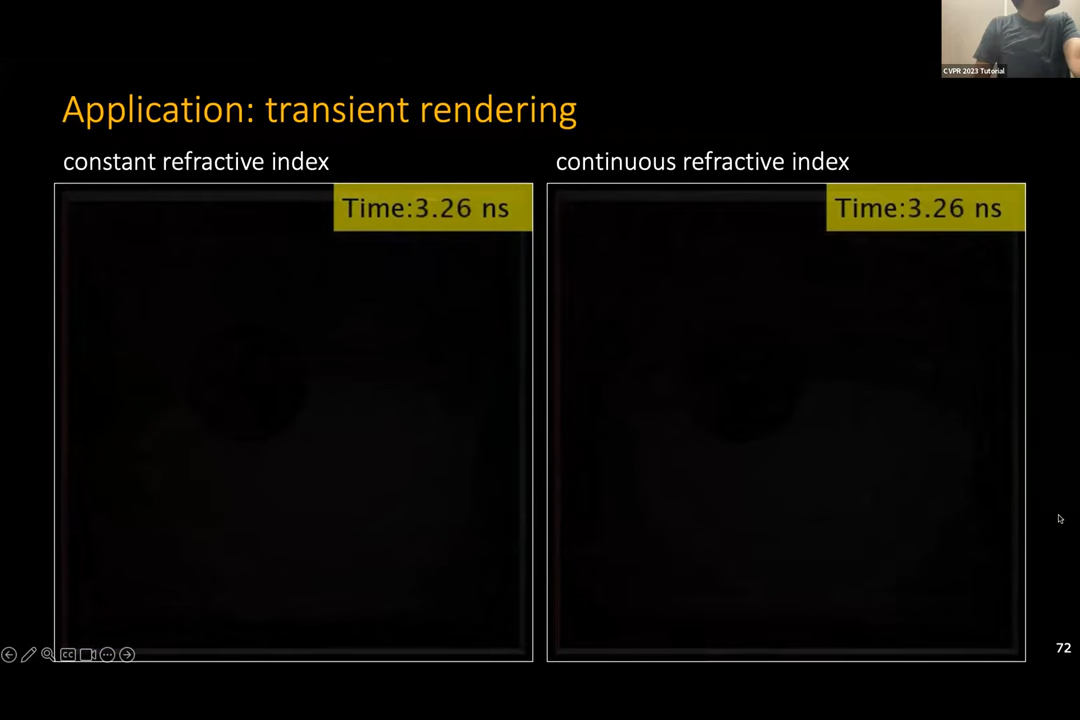 CVPR 2023 Tutorial
Application: transient rendering
constant refractive index
continuous refractive index
Time:3.26 ns
Time:3.26 ns
CC
72